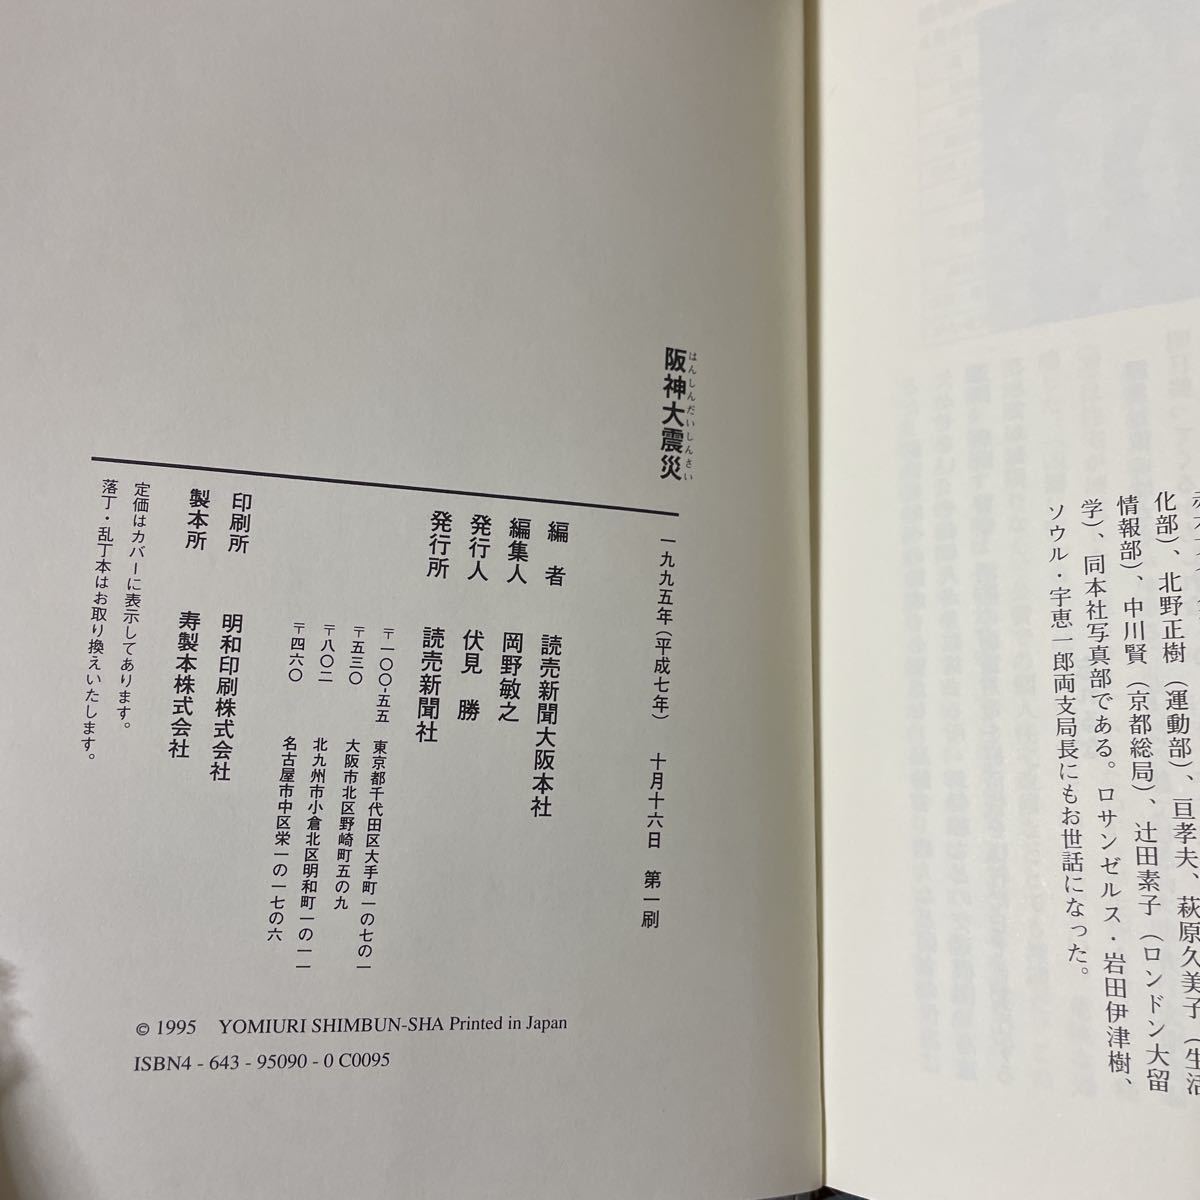 化部)、北野正樹(運動部)、亘孝夫、萩原久美子(生活
情報部)、中川賢(京都総局)、辻田素子(ロンドン大留
学)、同本社写真部である。ロサンゼルス・岩田伊津樹、
ソウル・宇恵一郎両支局長にもお世話になった。
はんしんだいしんさい
阪神大震災
一九九五年(平成七年) 十月十六日 第一刷
編者 読売新聞大阪本社
編集人 岡野敏之
発行人 伏見 勝
発行所 読売新聞社
〒一〇〇-五五 東京都千代田区大手町一の七の一
〒五三〇 大阪市北区野崎町五の九
〒八〇二 北九州市小倉北区明和町一の一一
〒四六〇 名古屋市中区栄一の一七の六
印刷所 明和印刷株式会社
製本所 寿製本株式会社
定価はカバーに表示してあります。
落丁・乱丁本はお取り換えいたします。
© 1995 YOMIURI SHIMBUN-SHA Printed in Japan
ISBN4 - 643 - 95090 - 0 C0095